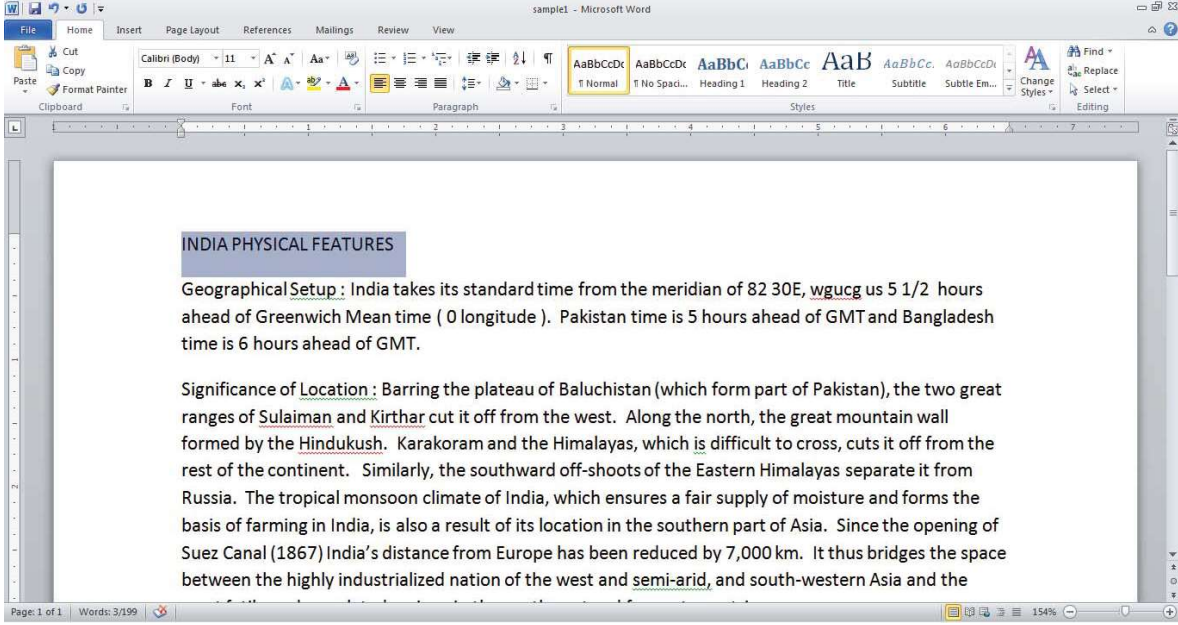 sample1 - Microsoft Word
File Home Insert Page Layout References Mailings Review View
Paste
Cut
Copy
Format Painter
Clipboard
Calibri (Body) 11
Font
Paragraph
AaBbCcDc AaBbCcDc AaBbC AaBbCc AaB AaBbCc. AaBbCcDc
¶ Normal ¶ No Spaci... Heading 1 Heading 2 Title Subtitle Subtle Em...
Change Styles
Styles
Find
Replace
Select
Editing
1 1 2 3 4 5 6 7
INDIA PHYSICAL FEATURES
Geographical Setup : India takes its standard time from the meridian of 82 30E, wgucg us 5 1/2 hours
ahead of Greenwich Mean time ( 0 longitude ). Pakistan time is 5 hours ahead of GMT and Bangladesh
time is 6 hours ahead of GMT.
Significance of Location : Barring the plateau of Baluchistan (which form part of Pakistan), the two great
ranges of Sulaiman and Kirthar cut it off from the west. Along the north, the great mountain wall
formed by the Hindukush. Karakoram and the Himalayas, which is difficult to cross, cuts it off from the
rest of the continent. Similarly, the southward off-shoots of the Eastern Himalayas separate it from
Russia. The tropical monsoon climate of India, which ensures a fair supply of moisture and forms the
basis of farming in India, is also a result of its location in the southern part of Asia. Since the opening of
Suez Canal (1867) India's distance from Europe has been reduced by 7,000 km. It thus bridges the space
between the highly industrialized nation of the west and semi-arid, and south-western Asia and the
Page: 1 of 1 Words: 3/199 154%